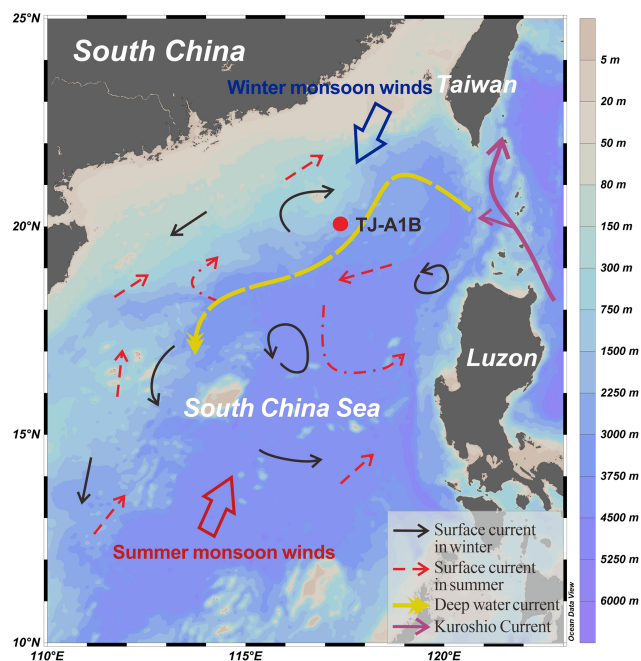 25°N
20°N
15°N
10°N
110°E
115°E
120°E
South China
Taiwan
Winter monsoon winds
TJ-A1B
Luzon
South China Sea
Summer monsoon winds
Surface current
in winter
Surface current
in summer
Deep water current
Kuroshio Current
Ocean Data View
5 m
20 m
50 m
80 m
150 m
300 m
750 m
1500 m
2250 m
3000 m
3750 m
4500 m
5250 m
6000 m